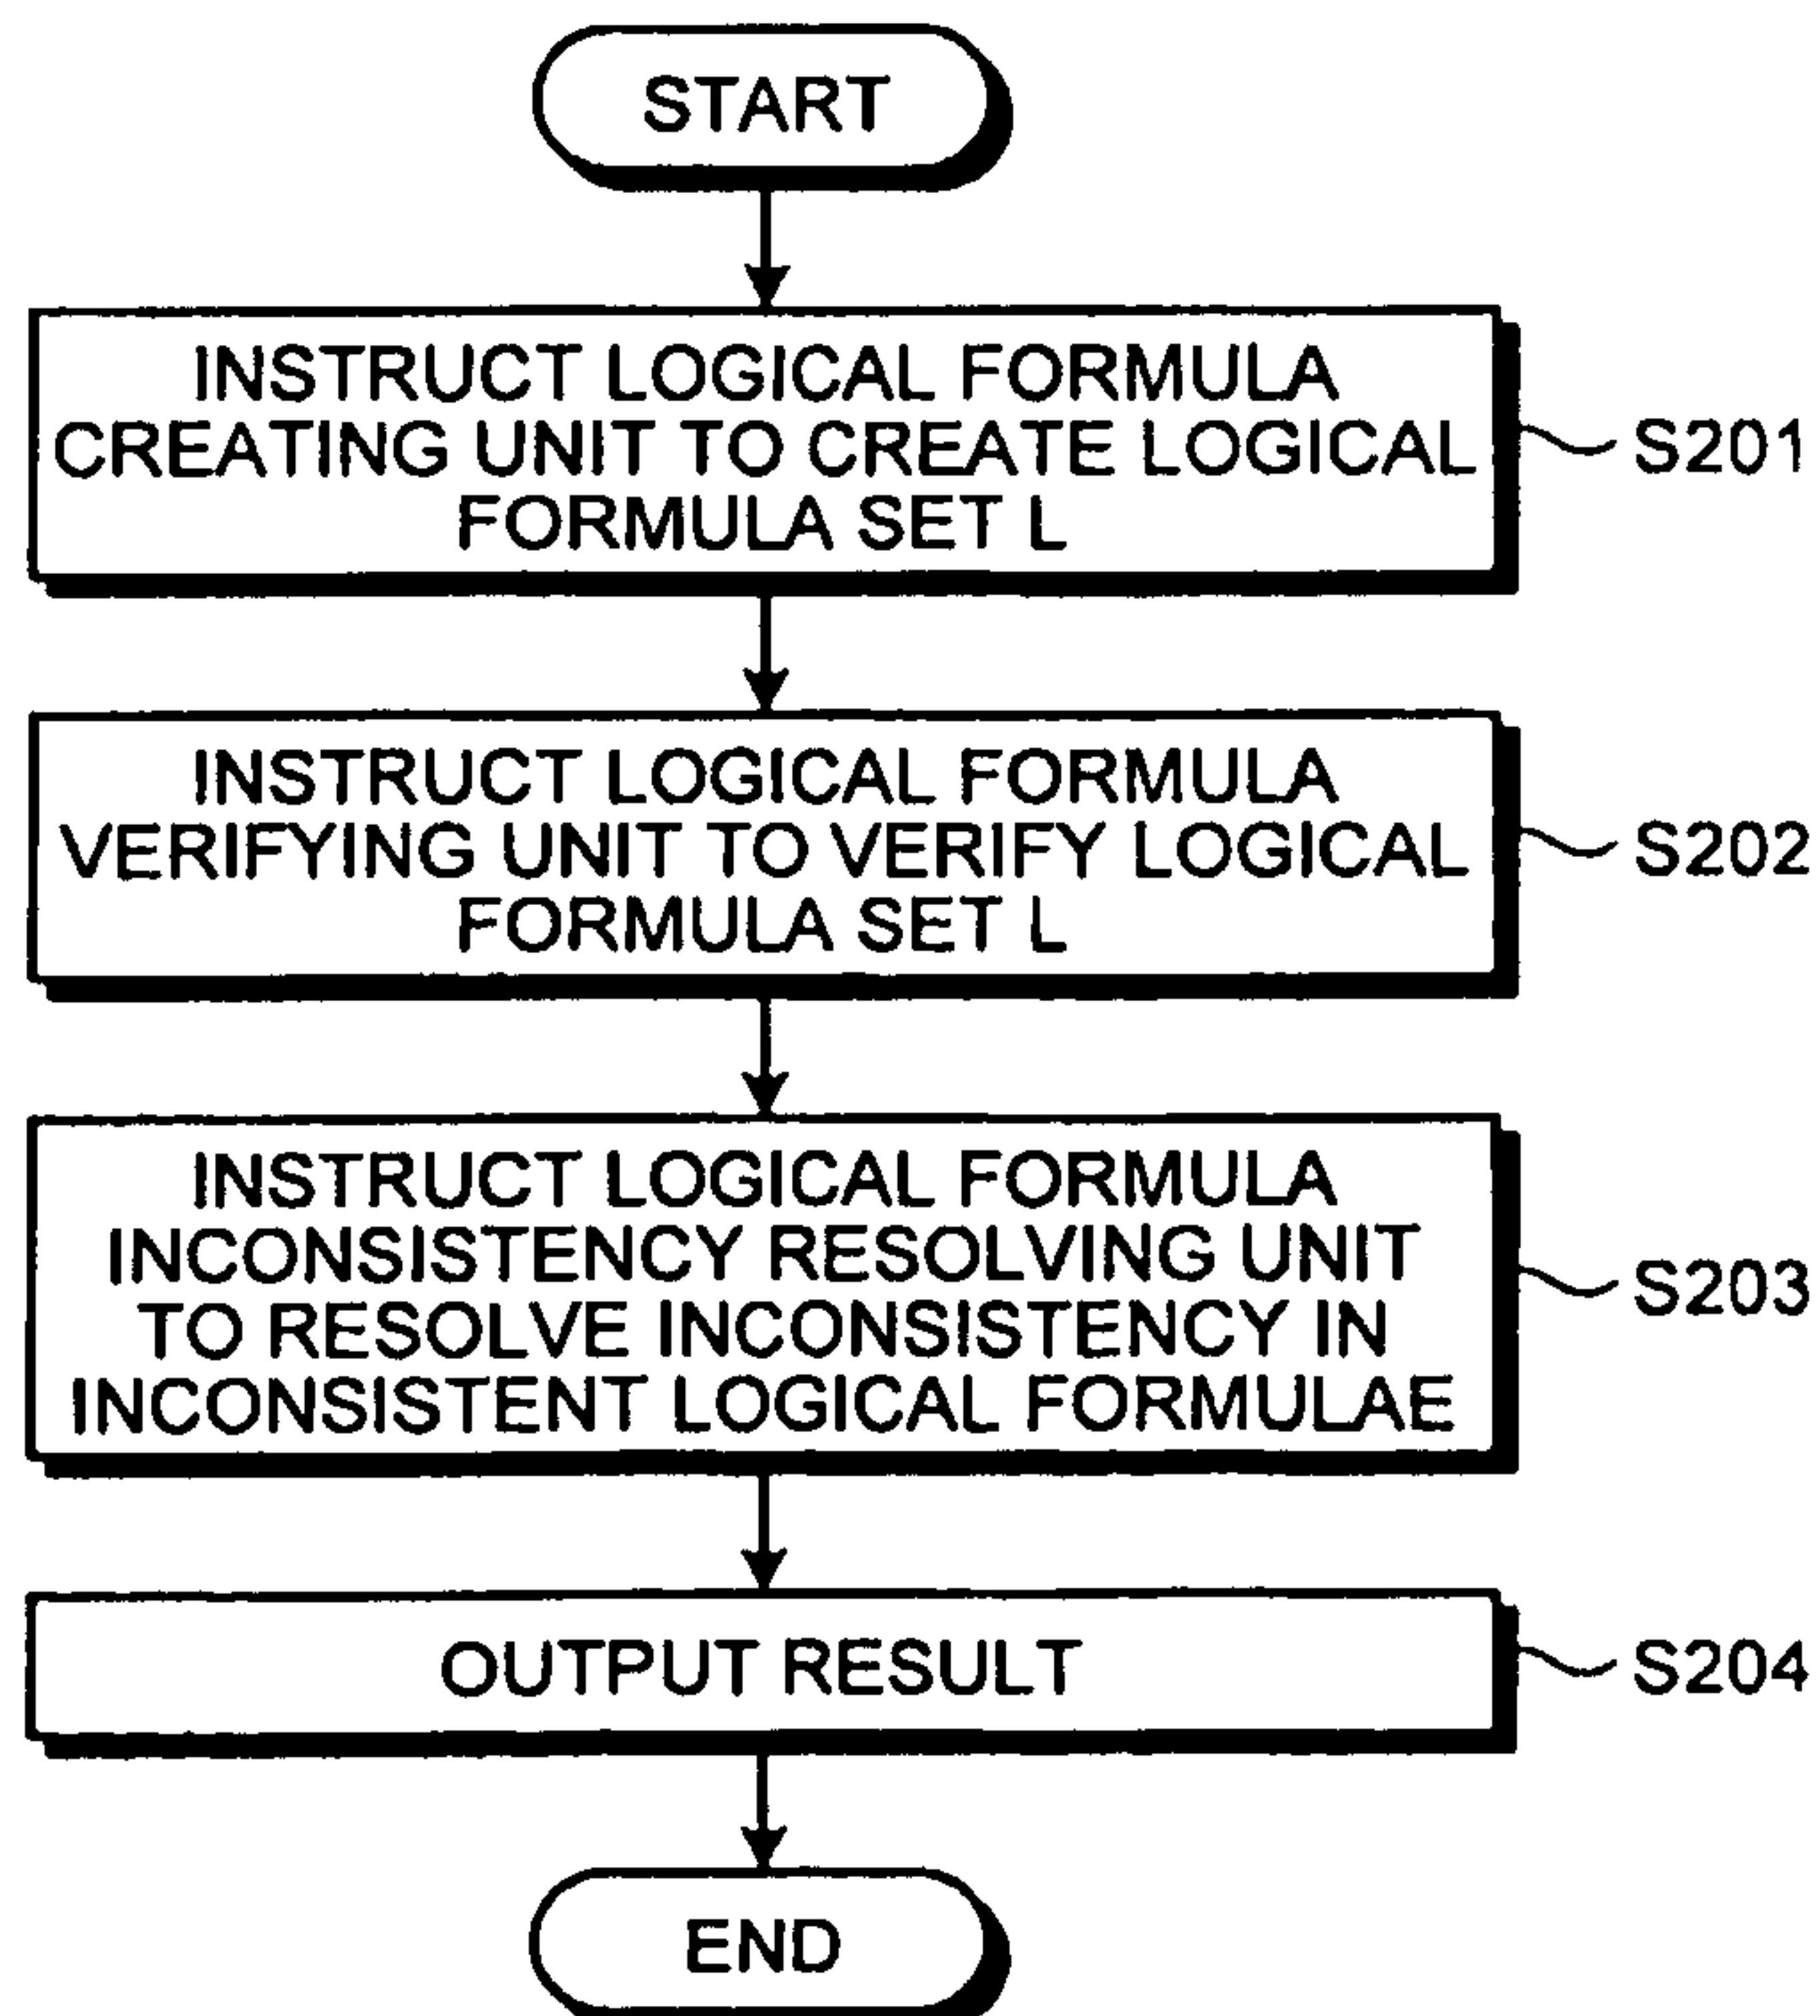 START
INSTRUCT LOGICAL FORMULA
CREATING UNIT TO CREATE LOGICAL
FORMULA SET L
S201
INSTRUCT LOGICAL FORMULA
VERIFYING UNIT TO VERIFY LOGICAL
FORMULA SET L
S202
INSTRUCT LOGICAL FORMULA
INCONSISTENCY RESOLVING UNIT
TO RESOLVE INCONSISTENCY IN
INCONSISTENT LOGICAL FORMULAE
S203
OUTPUT RESULT
S204
END